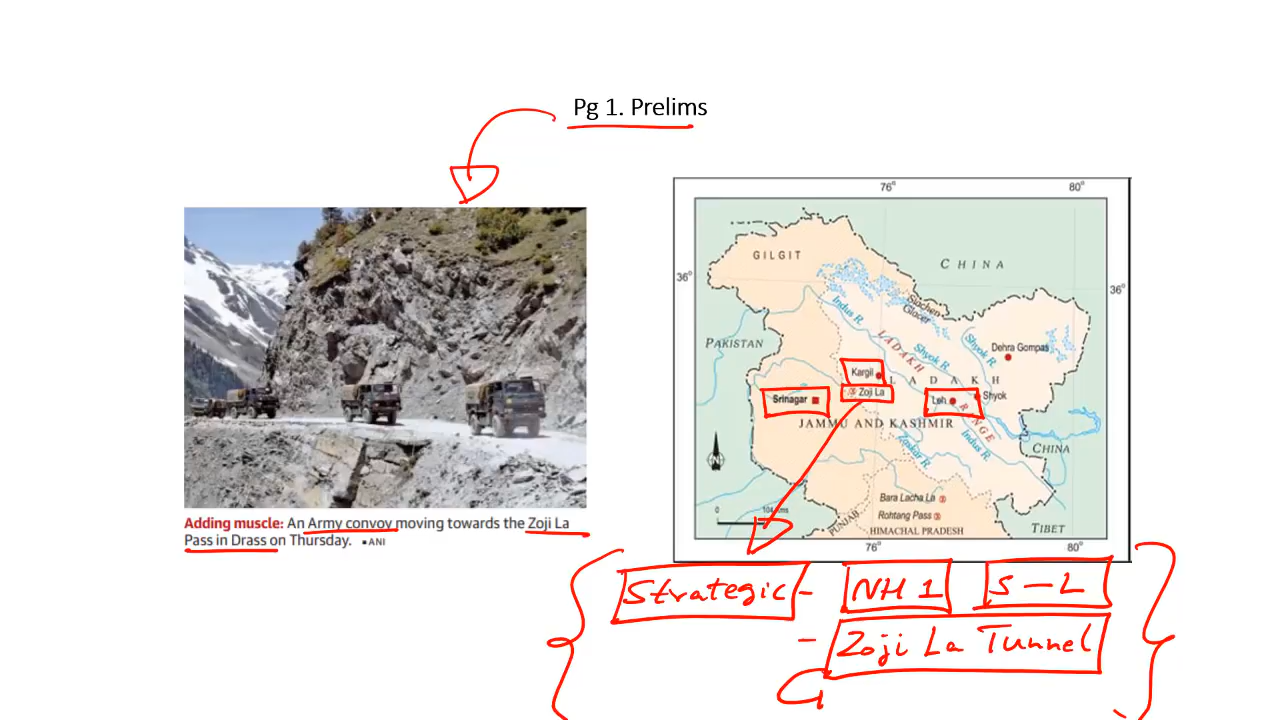 Pg 1. Prelims
Adding muscle: An Army convoy moving towards the Zoji La
Pass in Drass on Thursday. ▪ ANI
76° 80°
36° 36°
GILGIT
CHINA
Siachen
Glocer
Indus R.
PAKISTAN
LADAKH
RANGE
Shyok R.
Shyok R.
Dehra Gompas
Kargil
LADAKH
Zoji La
Srinagar
Leh
Shyok
JAMMU AND KASHMIR
Zaskar R.
Indus R.
CHINA
N
Bara Lacha La
Rohtang Pass
PUNJAB
HIMACHAL PRADESH
TIBET
76° 80°
Strategic - NH 1 S-L
- Zoji La Tunnel